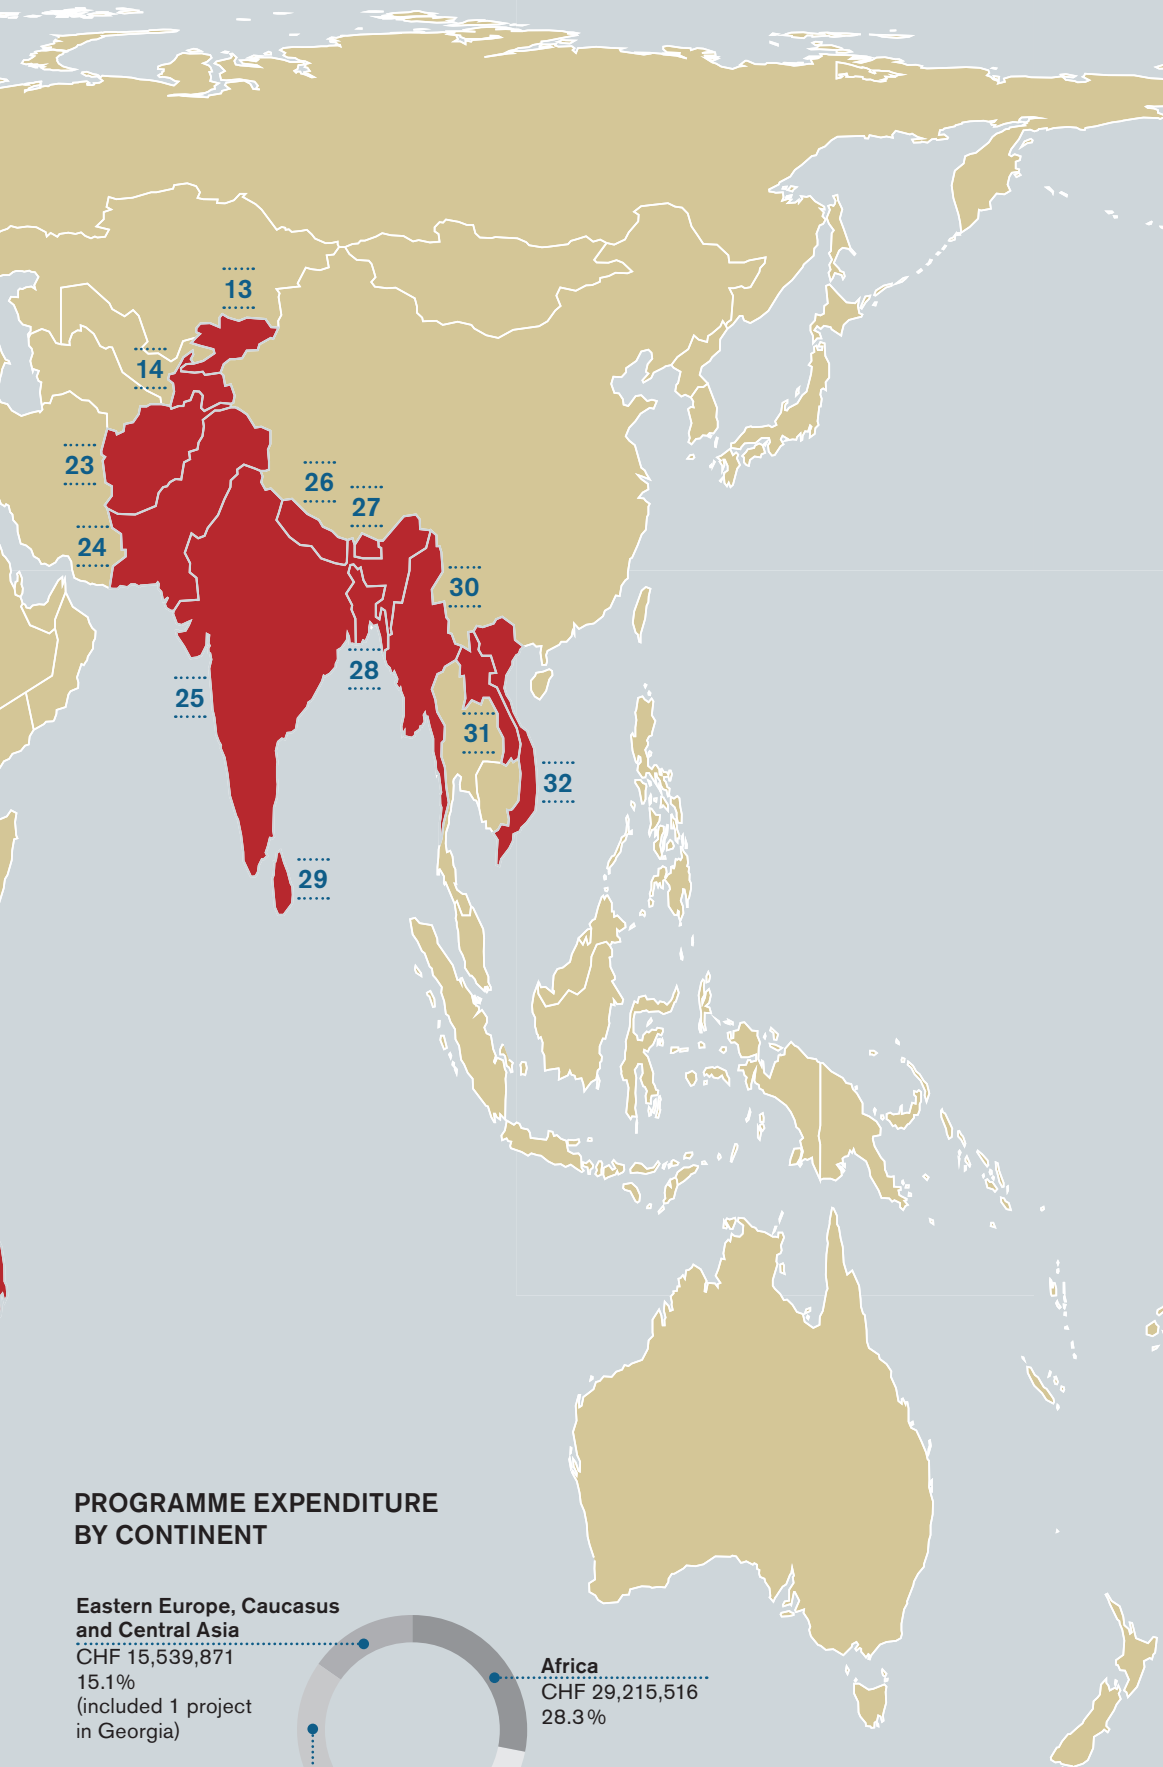 13
14
23
26
27
24
30
28
25
31
32
29
PROGRAMME EXPENDITURE
BY CONTINENT
Eastern Europe, Caucasus
and Central Asia
CHF 15,539,871
15.1%
(included 1 project
in Georgia)
Africa
CHF 29,215,516
28.3%